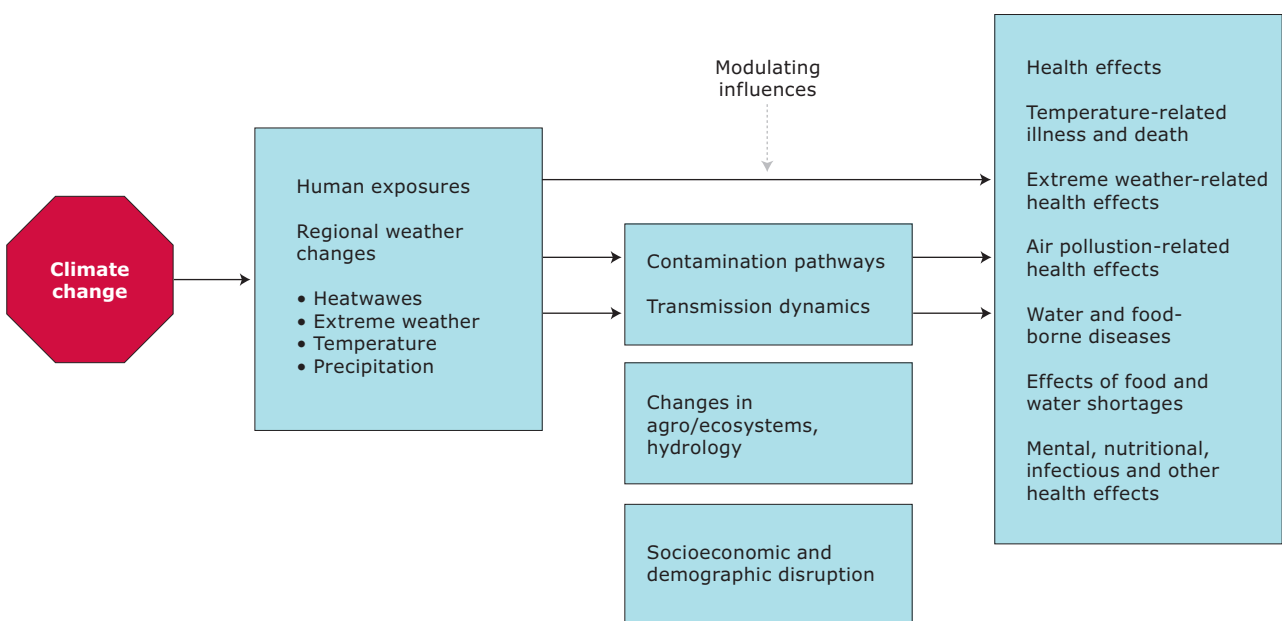 Climate
change
Human exposures
Regional weather
changes
• Heatwawes
• Extreme weather
• Temperature
• Precipitation
Modulating
influences
Contamination pathways
Transmission dynamics
Changes in
agro/ecosystems,
hydrology
Socioeconomic and
demographic disruption
Health effects
Temperature-related
illness and death
Extreme weather-related
health effects
Air pollustion-related
health effects
Water and food-
borne diseases
Effects of food and
water shortages
Mental, nutritional,
infectious and other
health effects